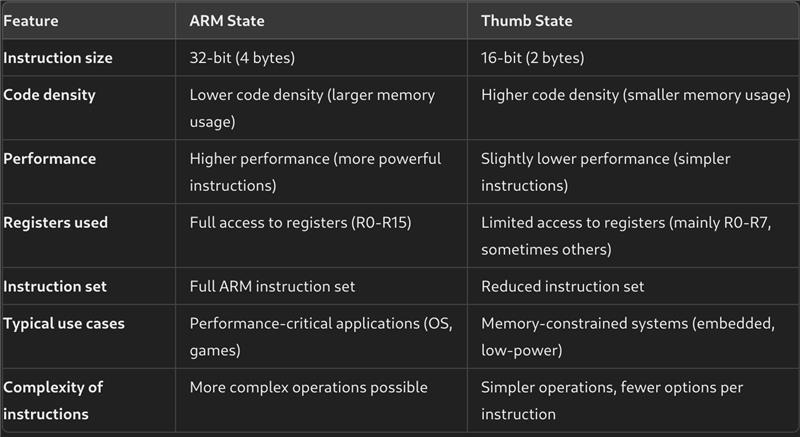 Feature ARM State Thumb State
Instruction size 32-bit (4 bytes) 16-bit (2 bytes)
Code density Lower code density (larger memory usage) Higher code density (smaller memory usage)
Performance Higher performance (more powerful instructions) Slightly lower performance (simpler instructions)
Registers used Full access to registers (R0-R15) Limited access to registers (mainly R0-R7, sometimes others)
Instruction set Full ARM instruction set Reduced instruction set
Typical use cases Performance-critical applications (OS, games) Memory-constrained systems (embedded, low-power)
Complexity of instructions More complex operations possible Simpler operations, fewer options per instruction